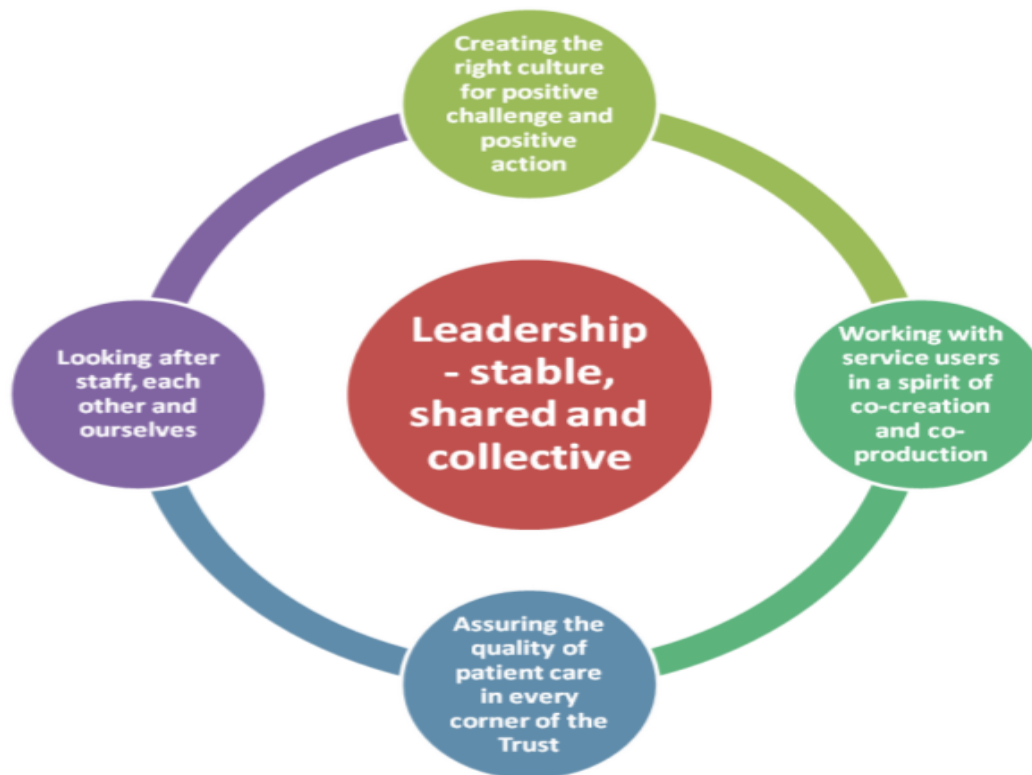 Creating the
right culture
for positive
challenge and
positive
action
Looking after
staff, each
other and
ourselves
Leadership
- stable,
shared and
collective
Working with
service users
in a spirit of
co-creation
and co-
production
Assuring the
quality of
patient care
in every
corner of the
Trust